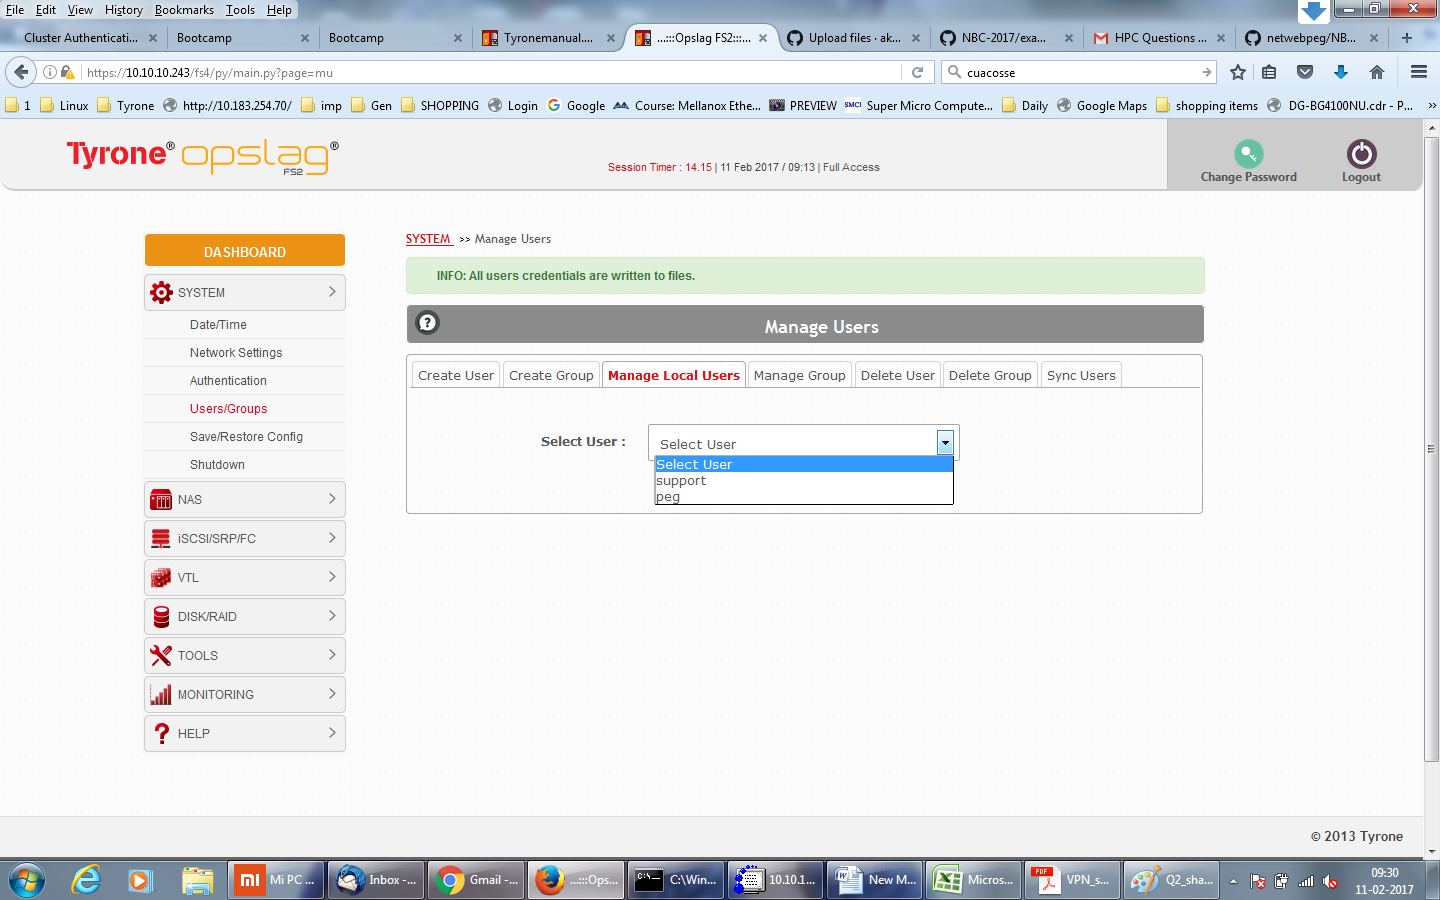 File Edit View History Bookmarks Tools Help
Cluster Authenticati... Bootcamp Bootcamp Tyronemanual.... ...:::Opslag FS2:::... Upload files · ak... NBC-2017/exa... HPC Questions ... netwebpeg/NB...
https://10.10.10.243/fs4/py/main.py?page=mu cuacosse
1 Linux Tyrone http://10.183.254.70/ imp Gen SHOPPING Login Google Course: Mellanox Ethe... PREVIEW SMCI Super Micro Compute... Daily Google Maps shopping items DG-BG4100NU.cdr - P... »
Tyrone® opslag® FS2
Session Timer : 14.15 | 11 Feb 2017 / 09:13 | Full Access
Change Password Logout
DASHBOARD
SYSTEM
Date/Time
Network Settings
Authentication
Users/Groups
Save/Restore Config
Shutdown
NAS
iSCSI/SRP/FC
VTL
DISK/RAID
TOOLS
MONITORING
HELP
SYSTEM >> Manage Users
INFO: All users credentials are written to files.
Manage Users
Create User Create Group Manage Local Users Manage Group Delete User Delete Group Sync Users
Select User : Select User
Select User
support
peg
© 2013 Tyrone
Mi PC ... Inbox -... Gmail -... ...:::Ops... C:\Win... 10.10.1... New M... Micros... VPN_s... Q2_sha... 09:30
11-02-2017